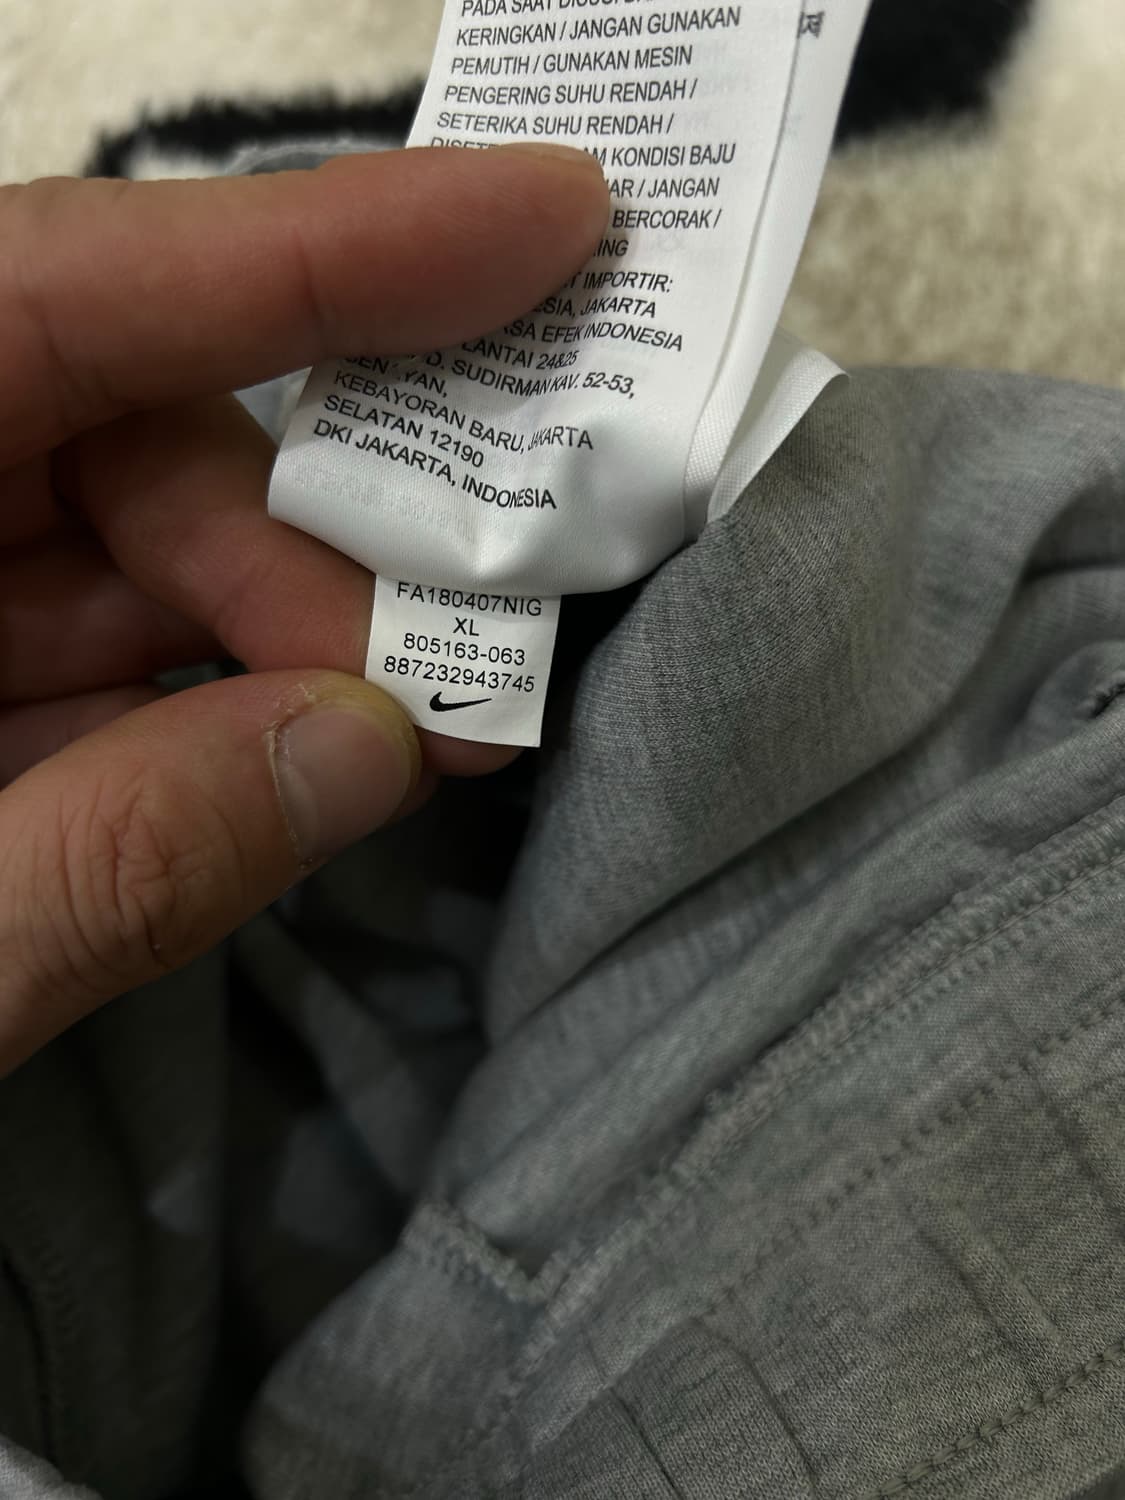 PADA SAAT
KERINGKAN / JANGAN GUNAKAN
PEMUTIH / GUNAKAN MESIN
PENGERING SUHU RENDAH /
SETERIKA SUHU RENDAH /
KONDISI BAJU
/ JANGAN
BERCORAK /
IMPORTIR:
JAKARTA
EFEK INDONESIA
LANTAI 24&25
SUDIRMAN KAV. 52-53,
KEBAYORAN BARU, JAKARTA
SELATAN 12190
DKI JAKARTA, INDONESIA
FA180407NIG
XL
805163-063
887232943745